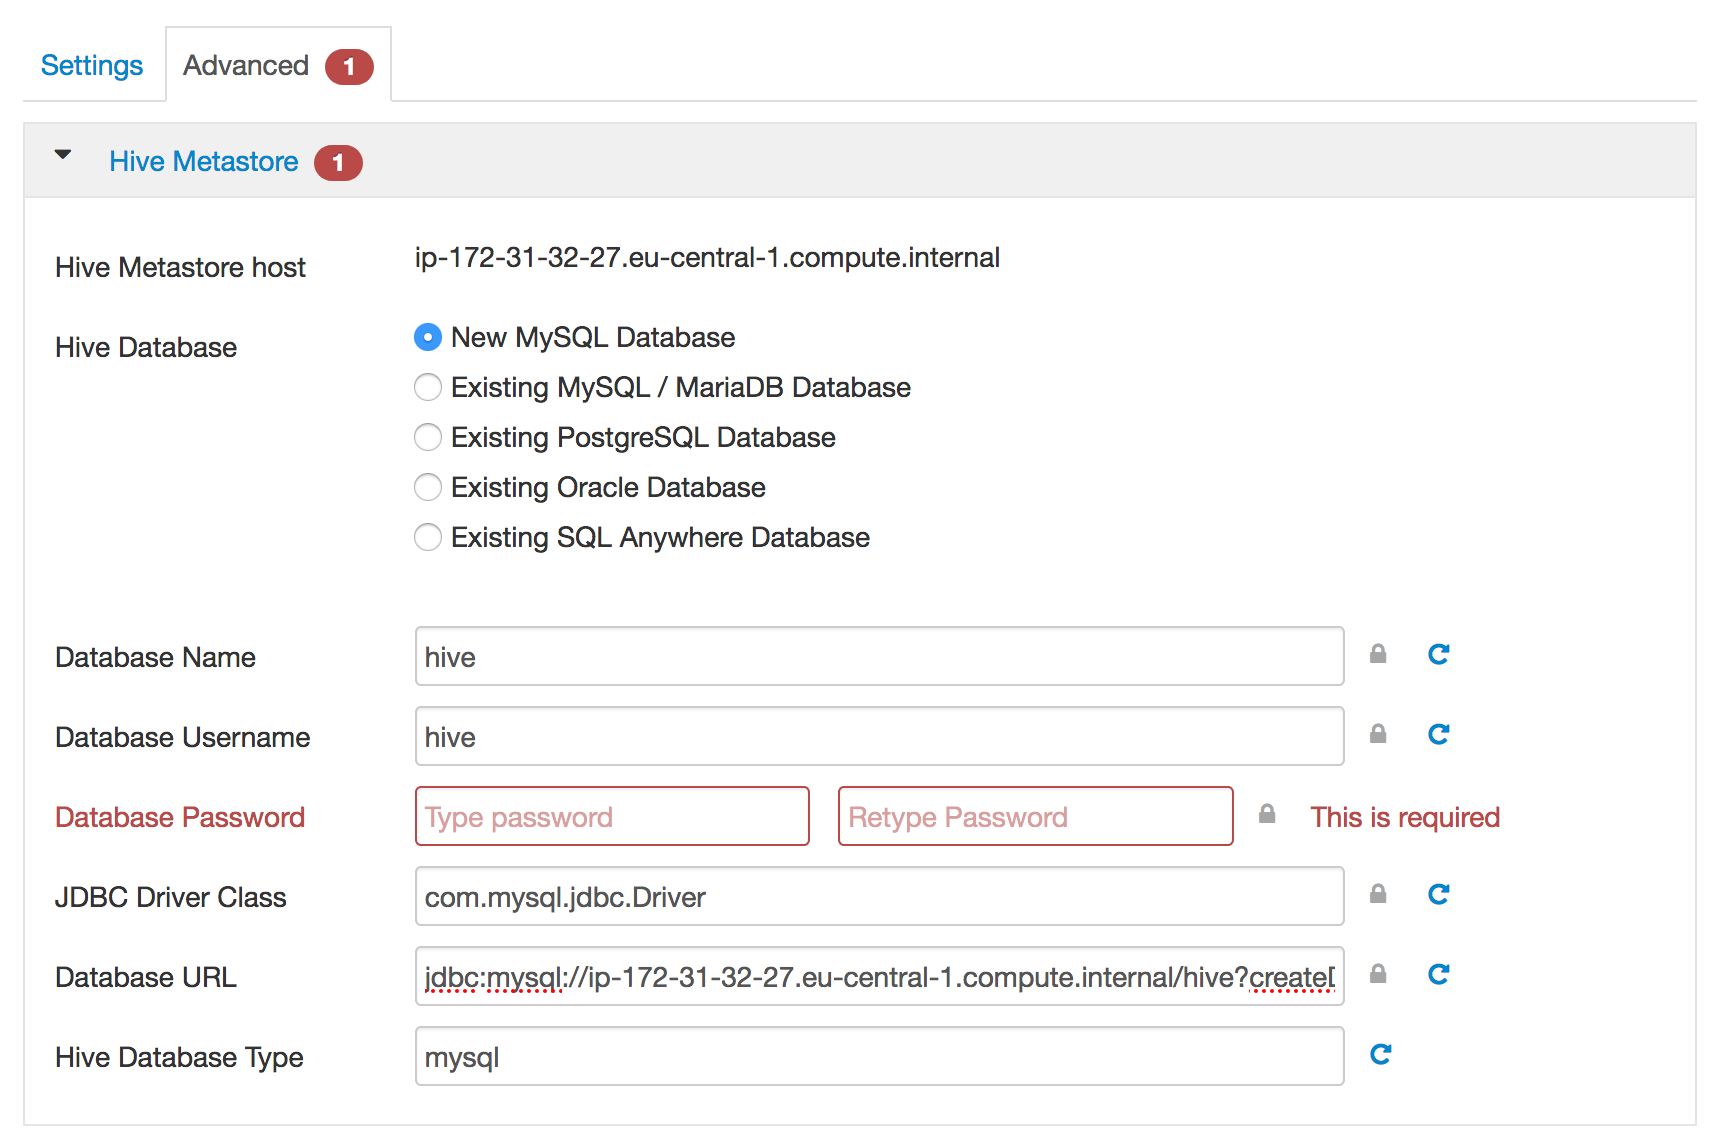 Settings Advanced 1
Hive Metastore 1
Hive Metastore host ip-172-31-32-27.eu-central-1.compute.internal
Hive Database New MySQL Database
Existing MySQL / MariaDB Database
Existing PostgreSQL Database
Existing Oracle Database
Existing SQL Anywhere Database
Database Name hive
Database Username hive
Database Password Type password Retype Password This is required
JDBC Driver Class com.mysql.jdbc.Driver
Database URL jdbc:mysql://ip-172-31-32-27.eu-central-1.compute.internal/hive?create
Hive Database Type mysql